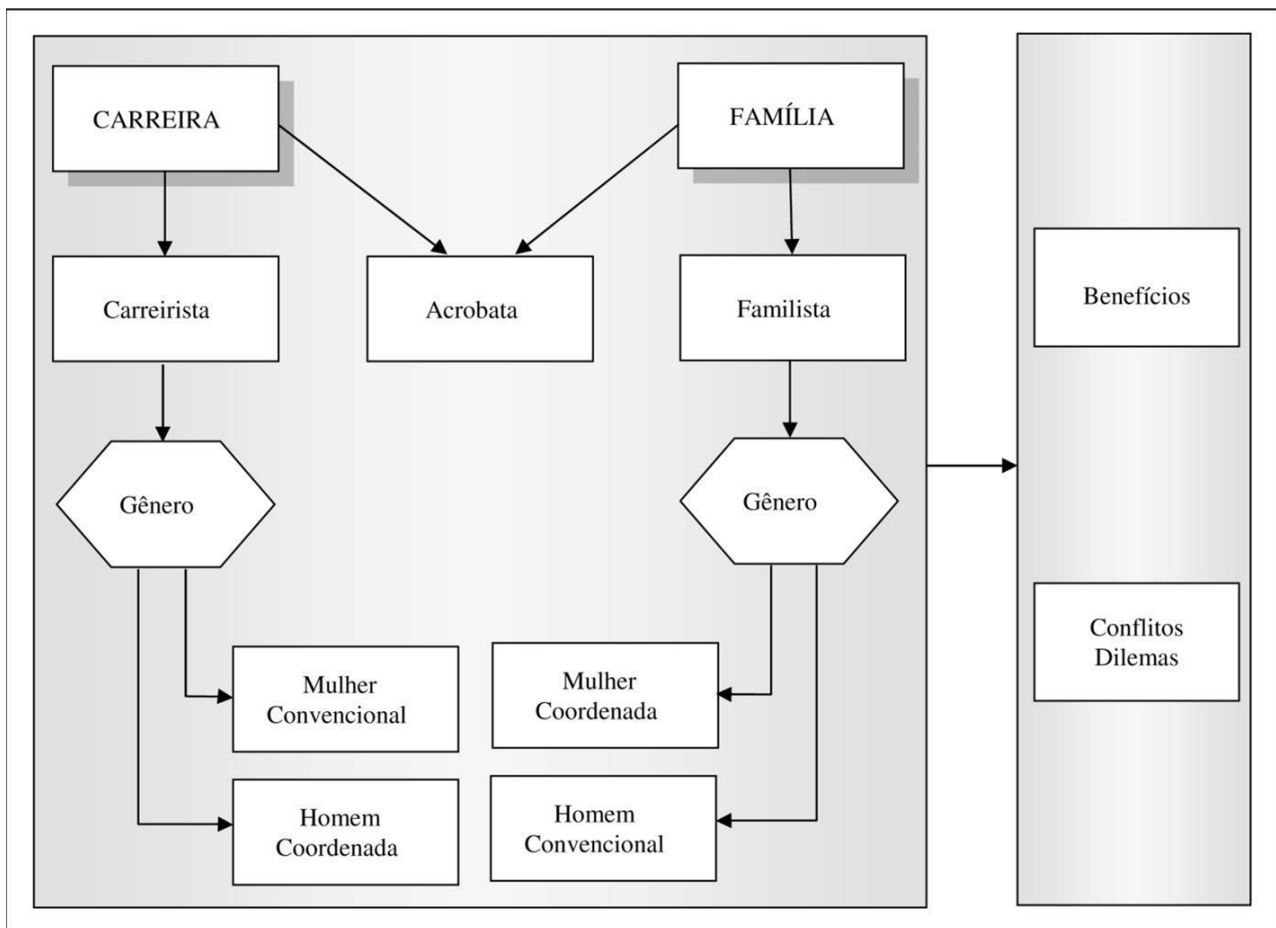 CARREIRA
FAMÍLIA
Carreirista
Acrobata
Familista
Gênero
Gênero
Mulher
Convencional
Mulher
Coordenada
Homem
Coordenada
Homem
Convencional
Benefícios
Conflitos
Dilemas